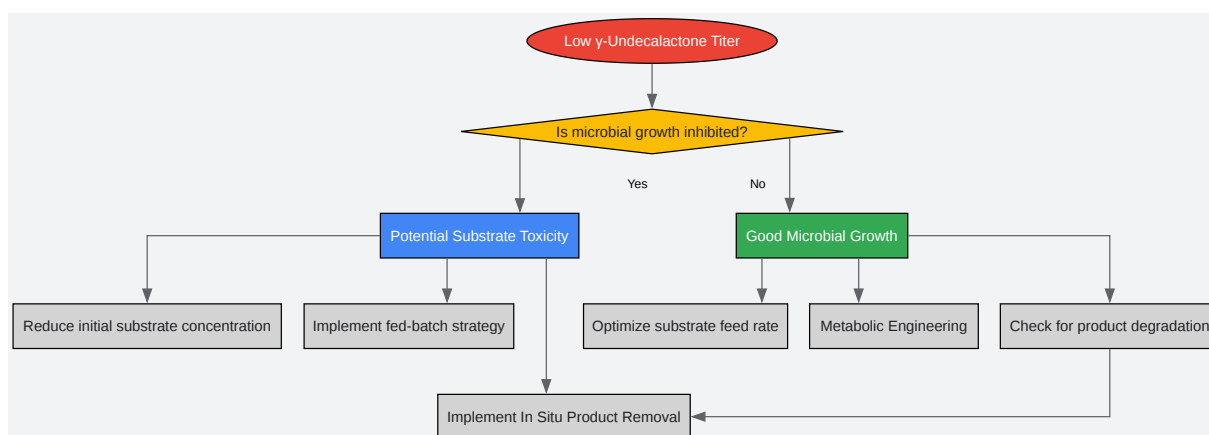 Low γ-Undecalactone Titer
Is microbial growth inhibited?
Yes
No
Potential Substrate Toxicity
Good Microbial Growth
Reduce initial substrate concentration
Implement fed-batch strategy
Optimize substrate feed rate
Metabolic Engineering
Check for product degradation
Implement In Situ Product Removal